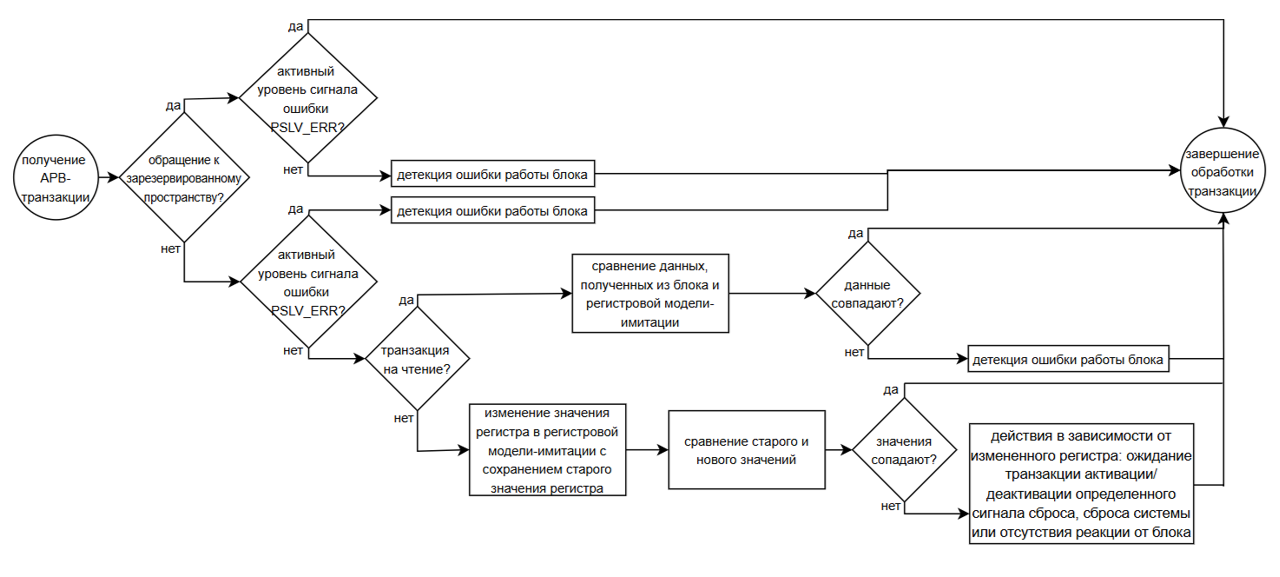 получение
APB-
транзакции
обращение к
зарезервированному
пространству?
да
нет
активный
уровень сигнала
ошибки
PSLV_ERR?
да
нет
детекция ошибки работы блока
активный
уровень сигнала
ошибки
PSLV_ERR?
да
детекция ошибки работы блока
нет
транзакция
на чтение?
да
сравнение данных,
полученных из блока и
регистровой модели-
имитации
данные
совпадают?
да
нет
детекция ошибки работы блока
нет
изменение значения
регистра в регистровой
модели-имитации с
сохранением старого
значения регистра
сравнение старого и
нового значений
значения
сопадают?
да
нет
действия в зависимости от
измененного регистра: ожидание
транзакции активации/
деактивации определенного
сигнала сброса, сброса системы
или отсутствия реакции от блока
завершение
обработки
транзакции